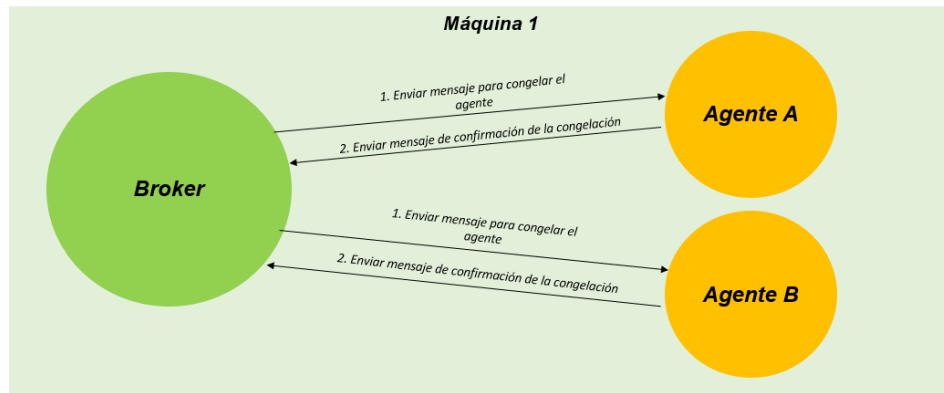 Máquina 1
1. Enviar mensaje para congelar el
agente
2. Enviar mensaje de confirmación de la congelación
Agente A
Broker
1. Enviar mensaje para congelar el
agente
2. Enviar mensaje de confirmación de la congelación
Agente B